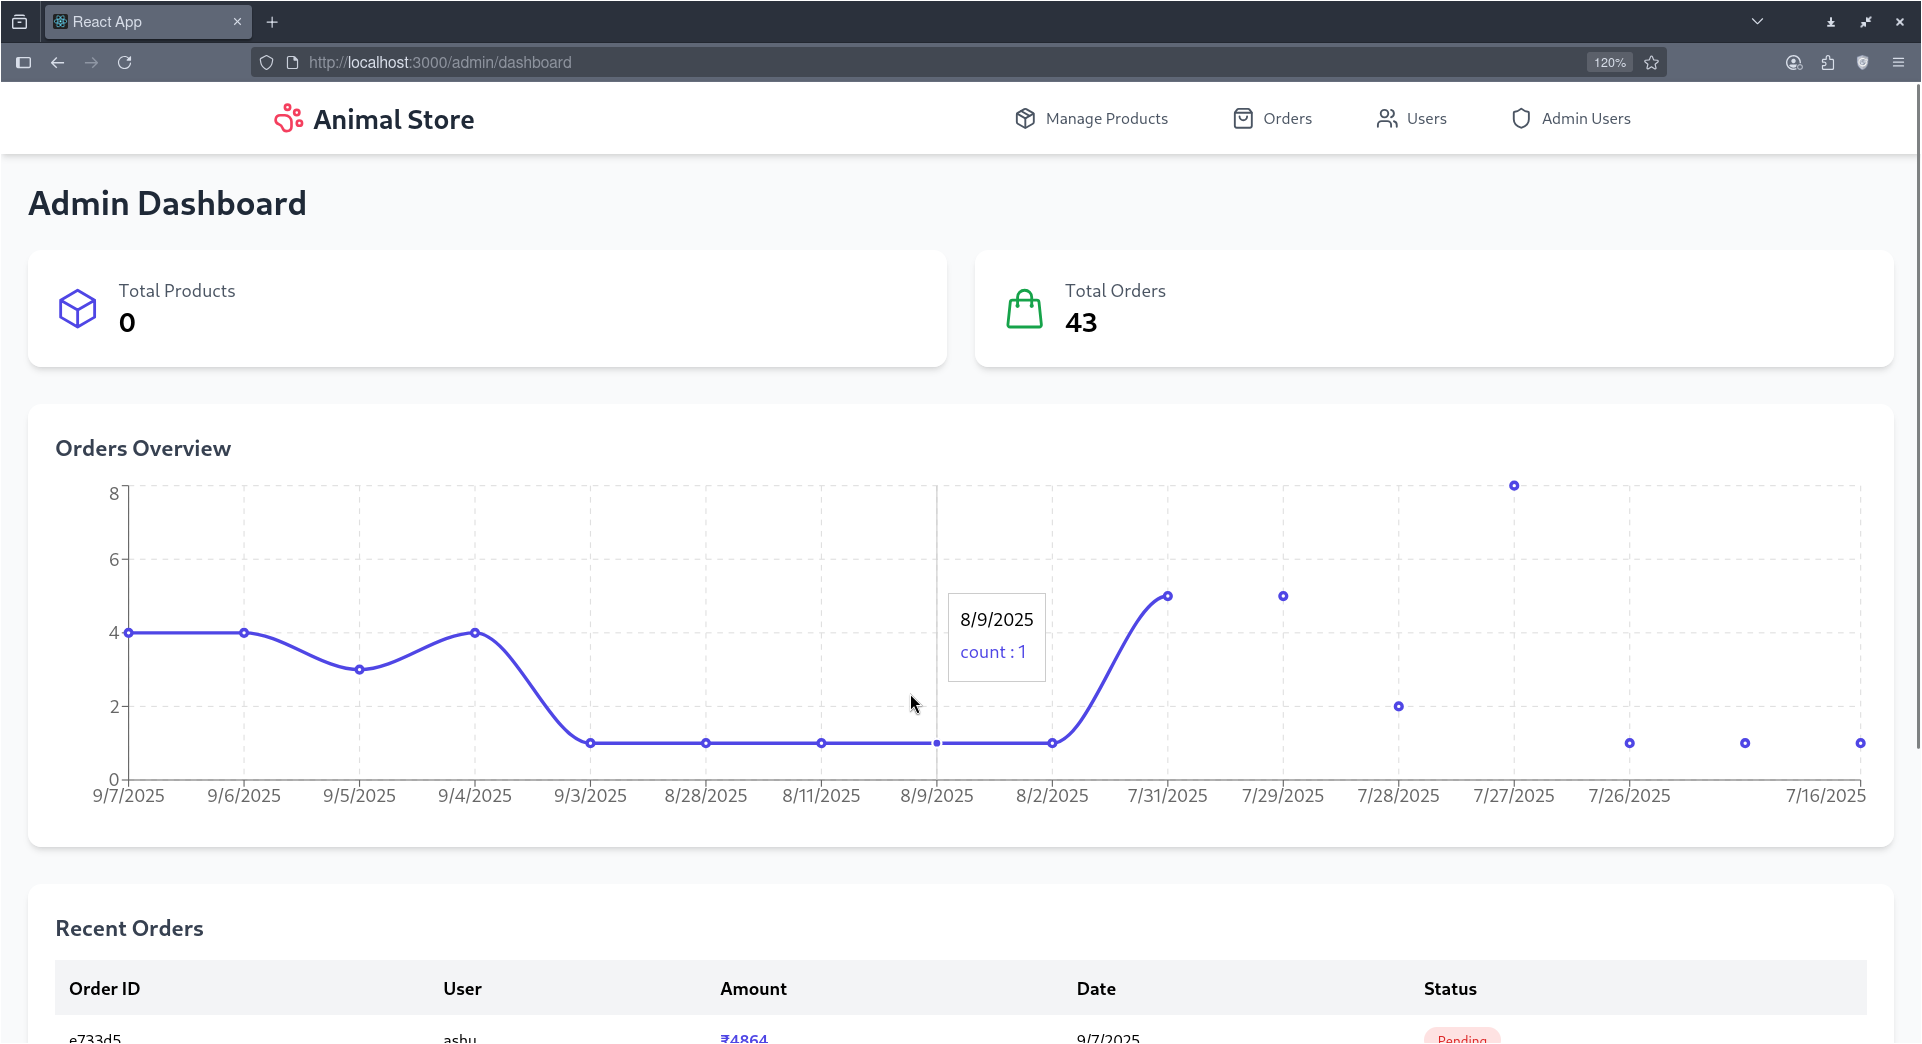 React App
http://localhost:3000/admin/dashboard
120%
Animal Store
Manage Products
Orders
Users
Admin Users
Admin Dashboard
Total Products
0
Total Orders
43
Orders Overview
8
6
4
2
0
8/9/2025
count : 1
9/7/2025 9/6/2025 9/5/2025 9/4/2025 9/3/2025 8/28/2025 8/11/2025 8/9/2025 8/2/2025 7/31/2025 7/29/2025 7/28/2025 7/27/2025 7/26/2025 7/16/2025
Recent Orders
Order ID User Amount Date Status
e733d5 ashu ₹4864 9/7/2025 Pending